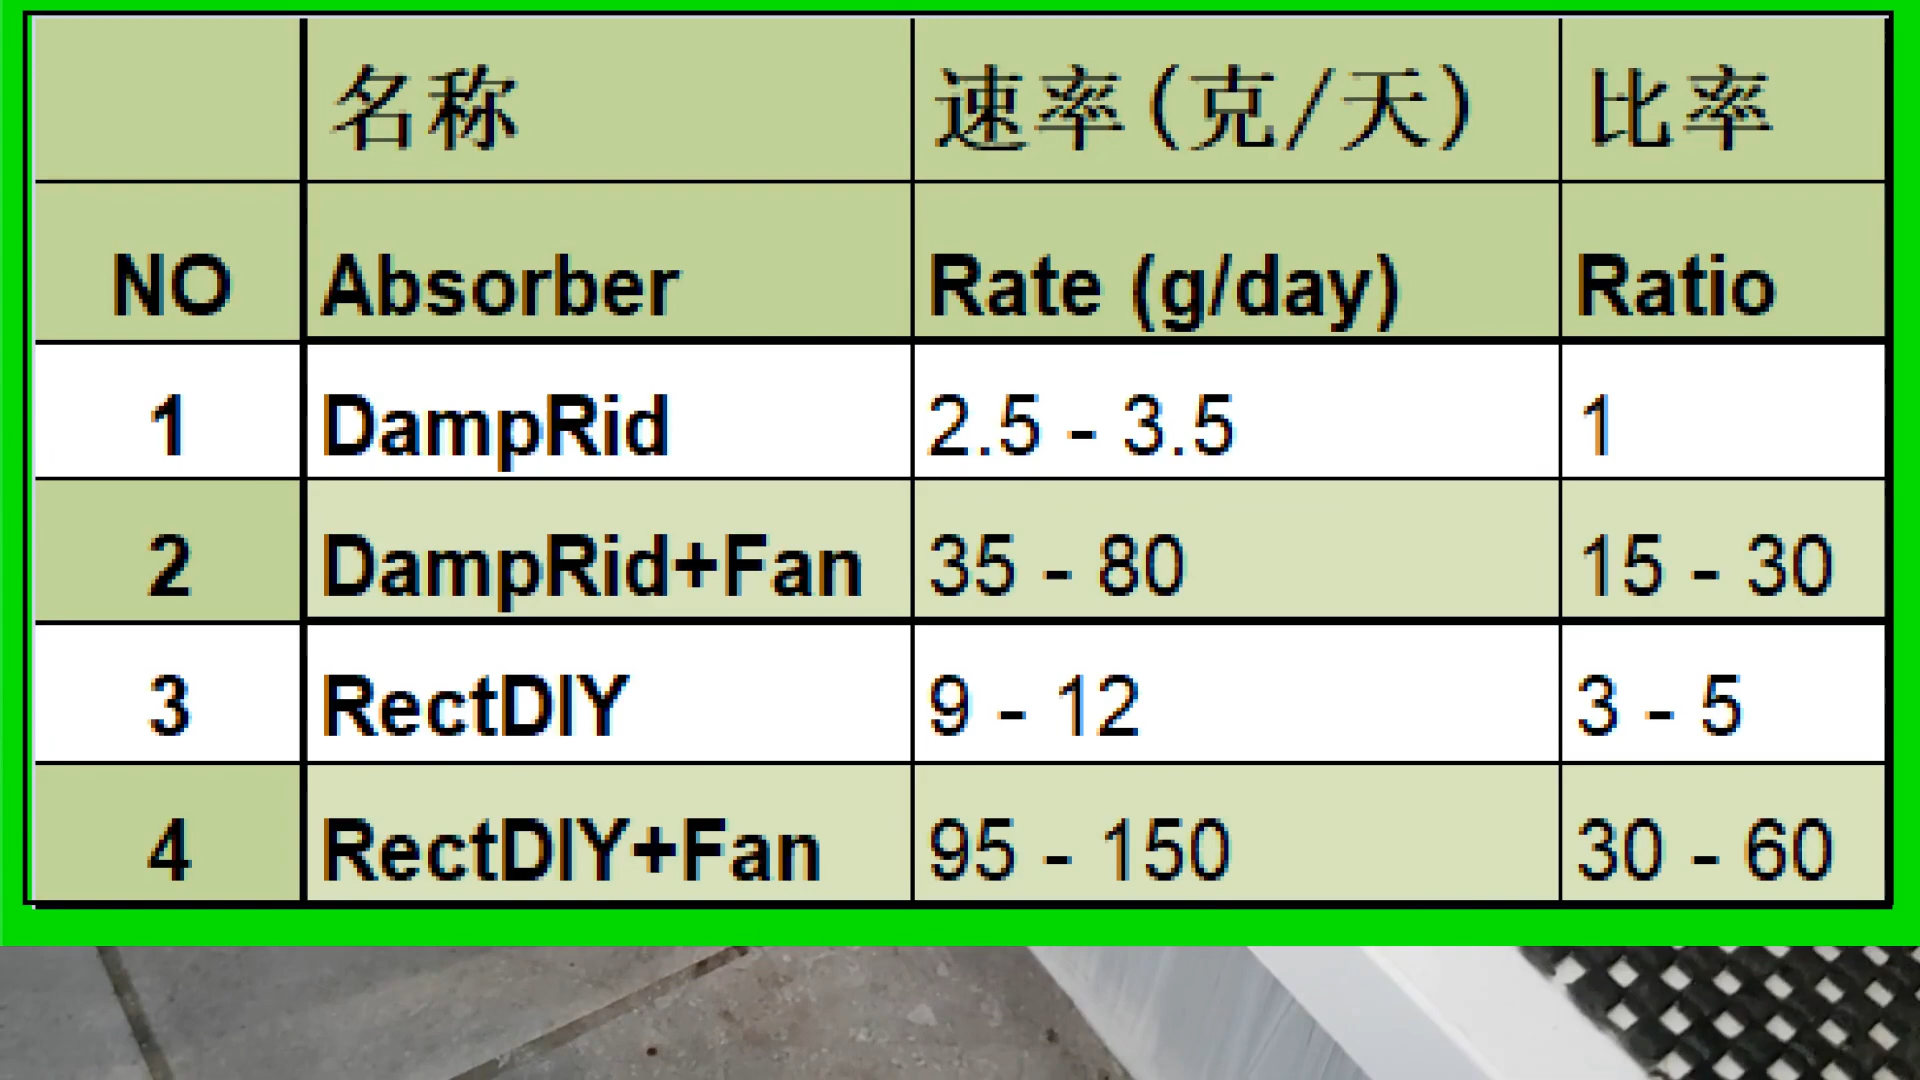 名称 速率(克/天) 比率
NO Absorber Rate (g/day) Ratio
1 DampRid 2.5 - 3.5 1
2 DampRid+Fan 35 - 80 15 - 30
3 RectDIY 9 - 12 3 - 5
4 RectDIY+Fan 95 - 150 30 - 60